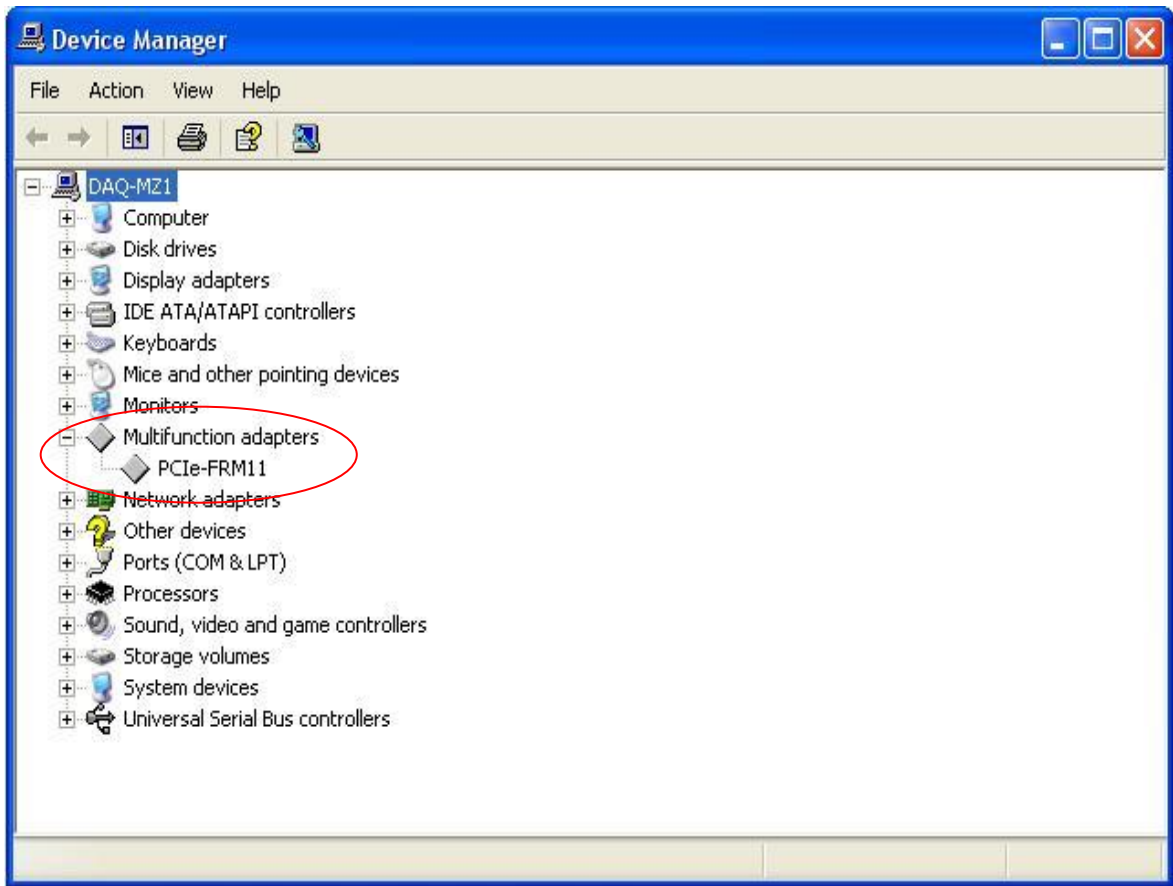 Device Manager
File Action View Help
DAQ-MZ1
Computer
Disk drives
Display adapters
IDE ATA/ATAPI controllers
Keyboards
Mice and other pointing devices
Monitors
Multifunction adapters
PCIe-FRM11
Network adapters
Other devices
Ports (COM & LPT)
Processors
Sound, video and game controllers
Storage volumes
System devices
Universal Serial Bus controllers